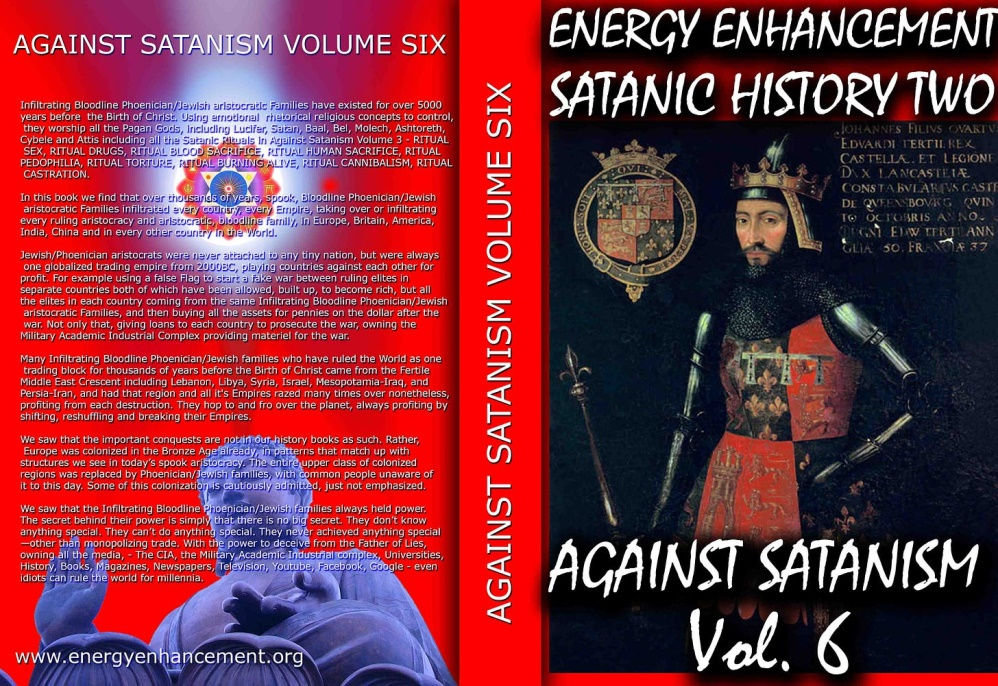 AGAINST SATANISM VOLUME SIX
Infiltrating Bloodline Phoenician/Jewish aristocratic Families have existed for over 5000
years before the Birth of Christ. Using emotional rhetorical religious concepts to control,
they worship all the Pagan Gods, including Lucifer, Satan, Baal, Bel, Molech, Ashtoreth,
Cybele and Attis including all the Satanic Rituals in Against Satanism Volume 3 - RITUAL
SEX, RITUAL DRUGS, RITUAL BLOOD SACRIFICE, RITUAL HUMAN SACRIFICE, RITUAL
PEDOPHILIA, RITUAL TORTURE, RITUAL BURNING ALIVE, RITUAL CANNIBALISM, RITUAL
CASTRATION.
In this book we find that over thousands of years, spook, Bloodline Phoenician/Jewish
aristocratic Families infiltrated every country, every Empire, taking over or infiltrating
every ruling aristocracy and aristocratic, bloodline family, in Europe, Britain, America,
India, China and in every other country in the World.
Jewish/Phoenician aristocrats were never attached to any tiny nation, but were always
one globalized trading empire from 2000BC, playing countries against each other for
profit. For example using a false Flag to start a fake war between ruling elites in
separate countries both of which have been allowed, built up, to become rich, but all
the elites in each country coming from the same Infiltrating Bloodline Phoenician/Jewish
aristocratic Families, and then buying all the assets for pennies on the dollar after the
war. Not only that, giving loans to each country to prosecute the war, owning the
Military Academic Industrial Complex providing materiel for the war.
Many Infiltrating Bloodline Phoenician/Jewish families who have ruled the World as one
trading block for thousands of years before the Birth of Christ came from the Fertile
Middle East Crescent including Lebanon, Libya, Syria, Israel, Mesopotamia-Iraq, and
Persia-Iran, and had that region and all it's Empires razed many times over nonetheless,
profiting from each destruction. They hop to and fro over the planet, always profiting by
shifting, reshuffling and breaking their Empires.
We saw that the important conquests are not in our history books as such. Rather,
Europe was colonized in the Bronze Age already, in patterns that match up with
structures we see in today's spook aristocracy. The entire upper class of colonized
regions was replaced by Phoenician/Jewish families, with common people unaware of
it to this day. Some of this colonization is cautiously admitted, just not emphasized.
We saw that the Infiltrating Bloodline Phoenician/Jewish families always held power.
The secret behind their power is simply that there is no big secret. They don't know
anything special. They can't do anything special. They never achieved anything special
—other than monopolizing trade. With the power to deceive from the Father of Lies,
owning all the media, - The CIA, the Military Academic Industrial complex, Universities,
History, Books, Magazines, Newspapers, Television, Youtube, Facebook, Google - even
idiots can rule the world for millennia.
www.energyenhancement.org
AGAINST SATANISM VOLUME SIX
ENERGY ENHANCEMENT
SATANIC HISTORY TWO
IOHANNES FILIVS QVARTV
EDVARDI TERTII REX
CASTELLÆ, ET LEGIONE
DVX LANCASTEIÆ
CONSTABVLARIVS CASTE
DE QVEENSBOVRG QVIN
TO OCTOBRIS ANNO
AGAINST SATANISM
Vol. 6